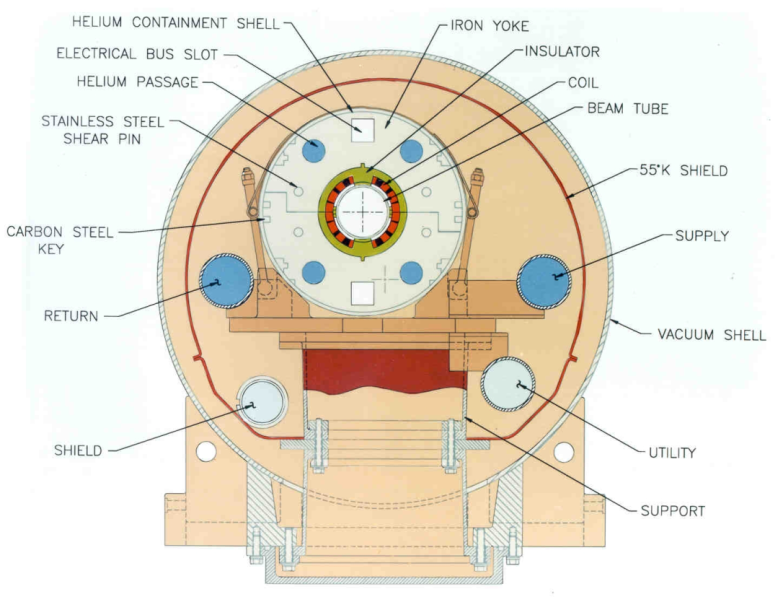 HELIUM CONTAINMENT SHELL
IRON YOKE
ELECTRICAL BUS SLOT
INSULATOR
HELIUM PASSAGE
COIL
BEAM TUBE
STAINLESS STEEL
SHEAR PIN
55°K SHIELD
CARBON STEEL
KEY
SUPPLY
RETURN
VACUUM SHELL
SHIELD
UTILITY
SUPPORT